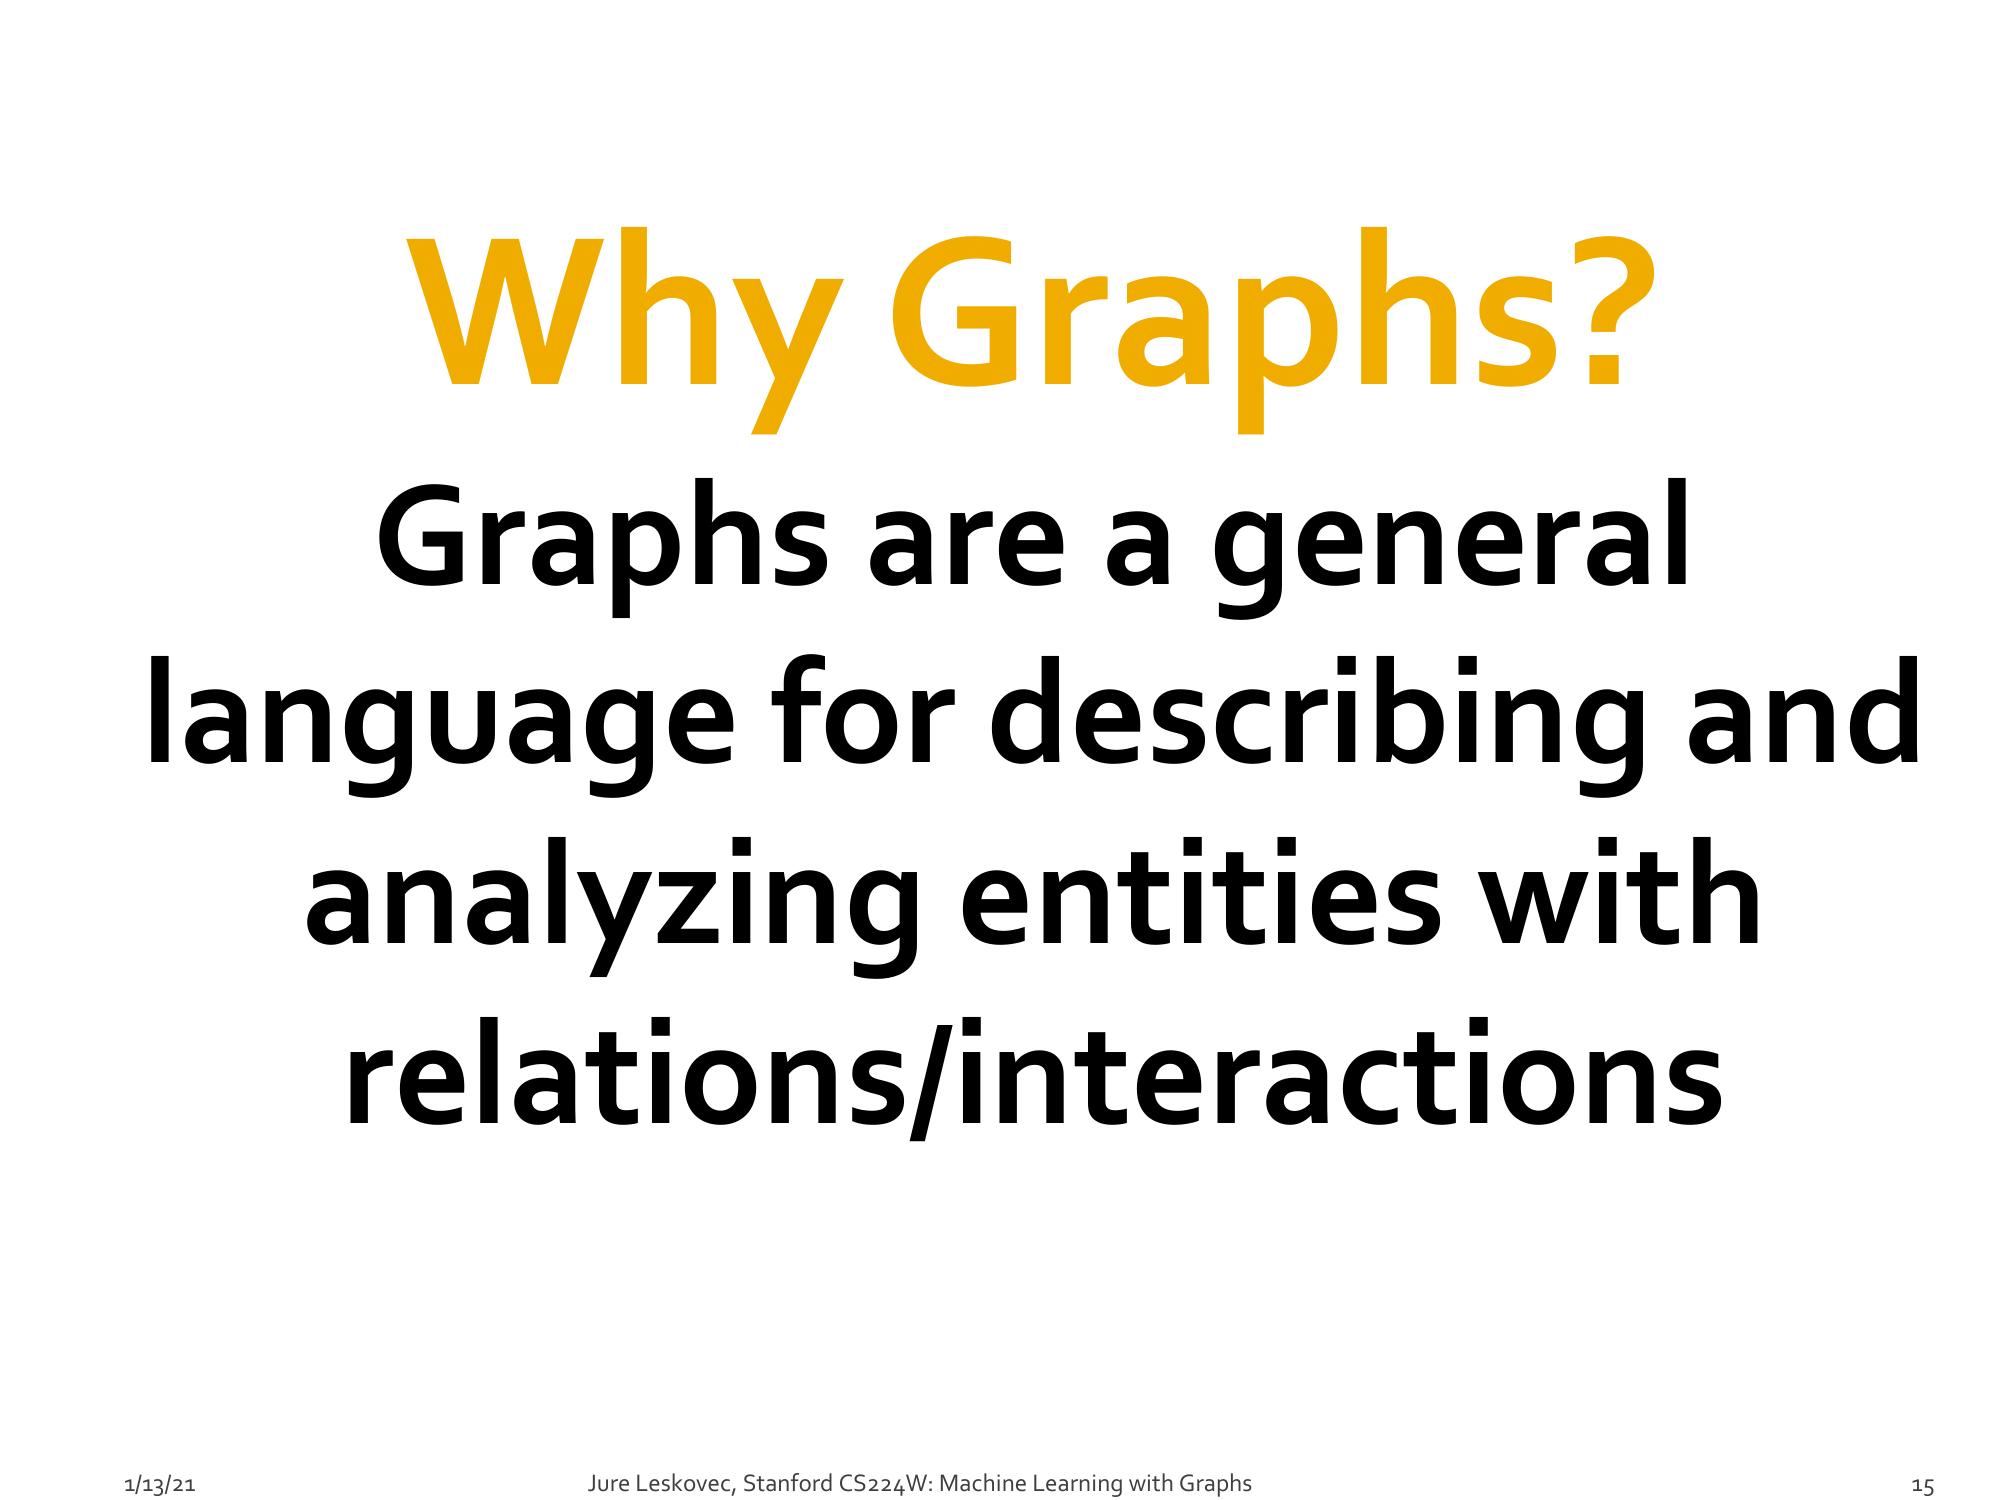 Why Graphs?
Graphs are a general
language for describing and
analyzing entities with
relations/interactions
1/13/21
Jure Leskovec, Stanford CS224W: Machine Learning with Graphs
15